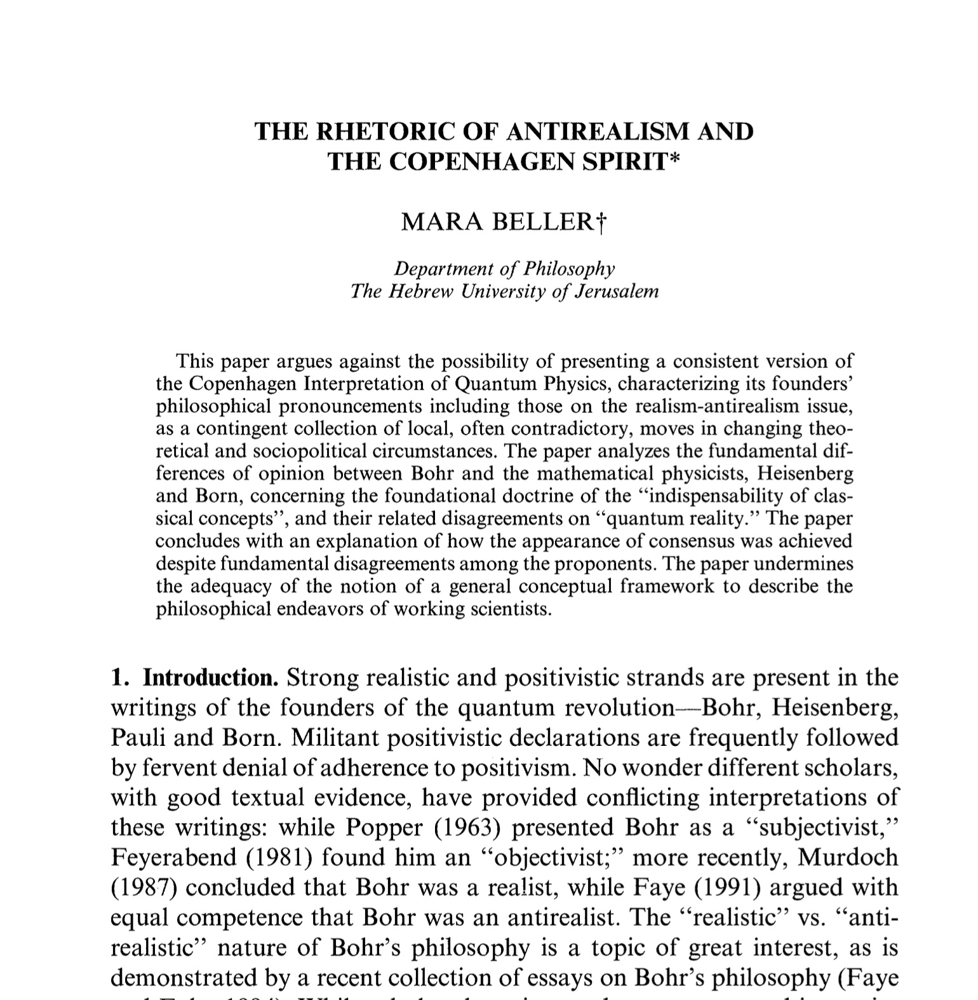 THE RHETORIC OF ANTIREALISM AND
THE COPENHAGEN SPIRIT*
MARA BELLER†
Department of Philosophy
The Hebrew University of Jerusalem
This paper argues against the possibility of presenting a consistent version of
the Copenhagen Interpretation of Quantum Physics, characterizing its founders’
philosophical pronouncements including those on the realism-antirealism issue,
as a contingent collection of local, often contradictory, moves in changing theo-
retical and sociopolitical circumstances. The paper analyzes the fundamental dif-
ferences of opinion between Bohr and the mathematical physicists, Heisenberg
and Born, concerning the foundational doctrine of the “indispensability of clas-
sical concepts”, and their related disagreements on “quantum reality.” The paper
concludes with an explanation of how the appearance of consensus was achieved
despite fundamental disagreements among the proponents. The paper undermines
the adequacy of the notion of a general conceptual framework to describe the
philosophical endeavors of working scientists.
1. Introduction. Strong realistic and positivistic strands are present in the
writings of the founders of the quantum revolution—Bohr, Heisenberg,
Pauli and Born. Militant positivistic declarations are frequently followed
by fervent denial of adherence to positivism. No wonder different scholars,
with good textual evidence, have provided conflicting interpretations of
these writings: while Popper (1963) presented Bohr as a “subjectivist,”
Feyerabend (1981) found him an “objectivist;” more recently, Murdoch
(1987) concluded that Bohr was a realist, while Faye (1991) argued with
equal competence that Bohr was an antirealist. The “realistic” vs. “anti-
realistic” nature of Bohr’s philosophy is a topic of great interest, as is
demonstrated by a recent collection of essays on Bohr’s philosophy (Faye